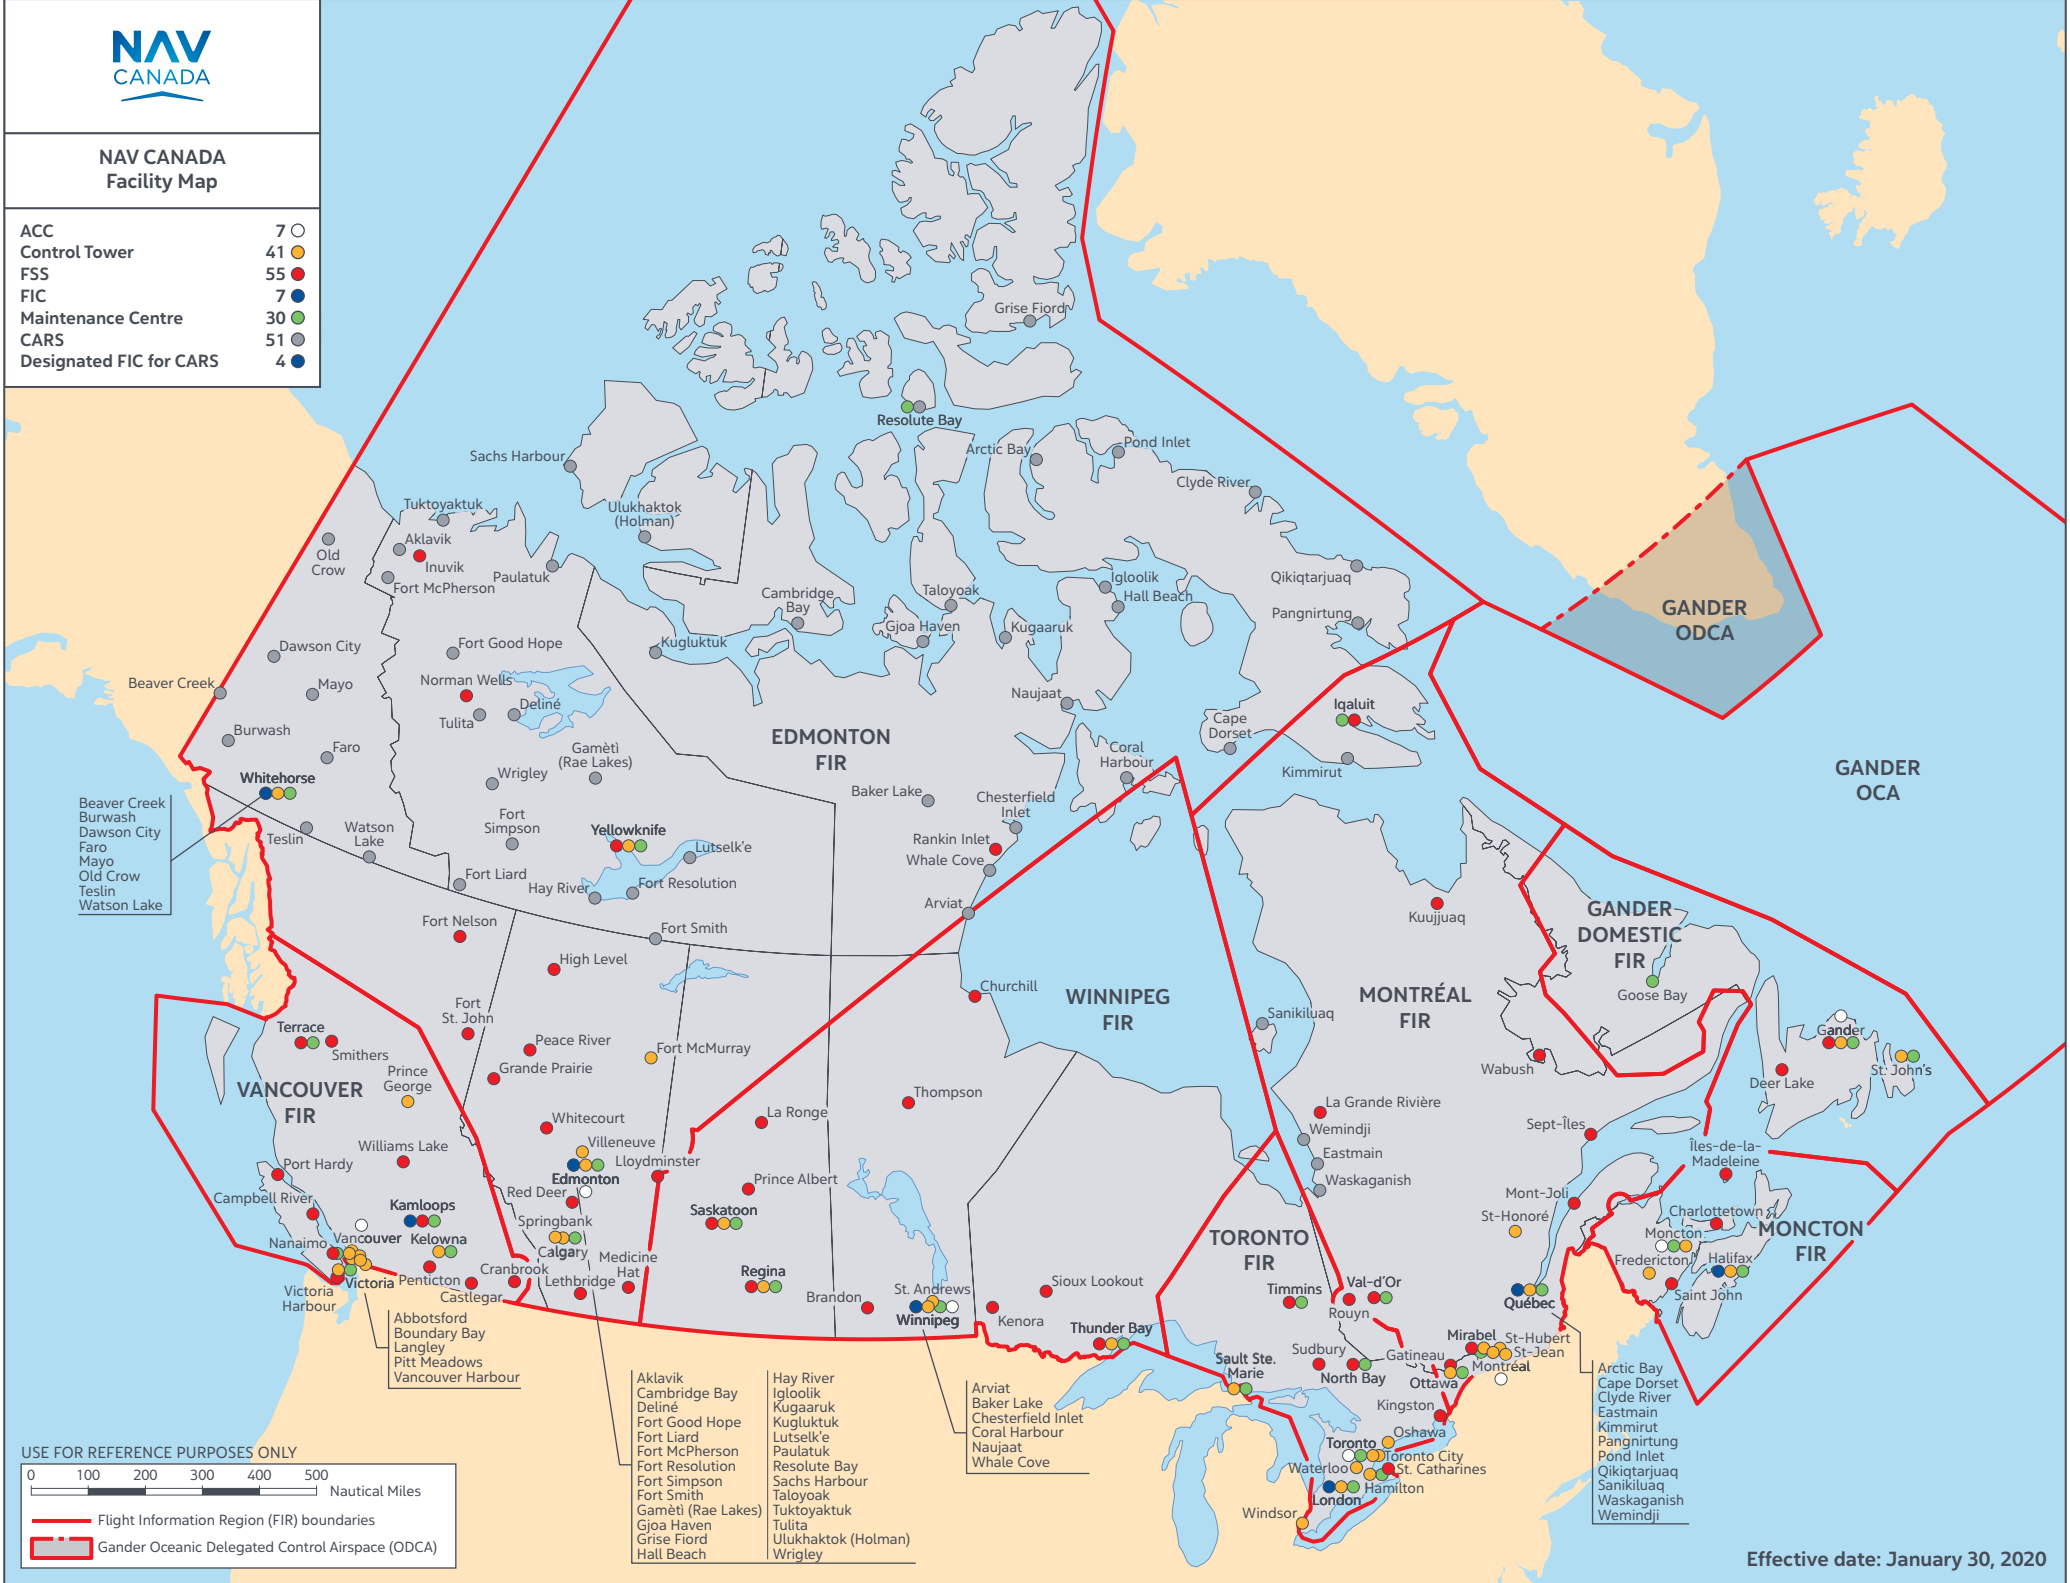 NAV
CANADA
NAV CANADA
Facility Map
ACC 7
Control Tower 41
FSS 55
FIC 7
Maintenance Centre 30
CARS 51
Designated FIC for CARS 4
Grise Fiord
Resolute Bay
Sachs Harbour
Arctic Bay
Pond Inlet
Clyde River
Tuktoyaktuk
Ulukhaktok
(Holman)
Aklavik
Old
Crow
Inuvik
Paulatuk
Fort McPherson
Qikiqtarjuaq
Igloolik
Hall Beach
Cambridge
Bay
Taloyoak
Pangnirtung
Gjoa Haven
Kugaaruk
GANDER
ODCA
Dawson City
Fort Good Hope
Kugluktuk
Beaver Creek
Mayo
Norman Wells
Deliné
Tulita
Naujaat
Iqaluit
Burwash
Faro
EDMONTON
FIR
Cape
Dorset
Gamètì
(Rae Lakes)
Coral
Harbour
Kimmirut
GANDER
OCA
Whitehorse
Wrigley
Baker Lake
Chesterfield
Inlet
Beaver Creek
Burwash
Dawson City
Faro
Mayo
Old Crow
Teslin
Watson Lake
Teslin
Watson
Lake
Fort
Simpson
Yellowknife
Lutselk'e
Rankin Inlet
Whale Cove
Fort Liard
Hay River
Fort Resolution
Arviat
Fort Nelson
Fort Smith
Kuujjuaq
GANDER
DOMESTIC
FIR
High Level
Goose Bay
Churchill
WINNIPEG
FIR
MONTRÉAL
FIR
Fort
St. John
Sanikiluaq
Terrace
Smithers
Peace River
Fort McMurray
Gander
St. John's
Wabush
Deer Lake
Grande Prairie
Prince
George
VANCOUVER
FIR
Thompson
La Ronge
La Grande Rivière
Whitecourt
Wemindji
Sept-Îles
Villeneuve
Williams Lake
Lloydminster
Eastmain
Îles-de-la-
Madeleine
Port Hardy
Edmonton
Prince Albert
Waskaganish
Campbell River
Red Deer
Mont-Joli
Kamloops
Saskatoon
St-Honoré
Charlottetown
Springbank
Vancouver
Kelowna
Calgary
TORONTO
FIR
Moncton
MONCTON
FIR
Nanaimo
Medicine
Hat
Fredericton
Halifax
Victoria
Penticton
Cranbrook
Lethbridge
Regina
Sioux Lookout
Timmins
Val-d'Or
Saint John
Victoria
Harbour
Castlegar
Brandon
St. Andrews
Winnipeg
Kenora
Rouyn
Québec
Abbotsford
Boundary Bay
Langley
Pitt Meadows
Vancouver Harbour
Thunder Bay
Mirabel
St-Hubert
St-Jean
Sudbury
Gatineau
Montréal
Sault Ste.
Marie
North Bay
Ottawa
Kingston
Oshawa
Toronto
Toronto City
Waterloo
St. Catharines
Hamilton
London
Windsor
Aklavik
Cambridge Bay
Deliné
Fort Good Hope
Fort Liard
Fort McPherson
Fort Resolution
Fort Simpson
Fort Smith
Gamètì (Rae Lakes)
Gjoa Haven
Grise Fiord
Hall Beach
Hay River
Igloolik
Kugaaruk
Kugluktuk
Lutselk'e
Paulatuk
Resolute Bay
Sachs Harbour
Taloyoak
Tuktoyaktuk
Tulita
Ulukhaktok (Holman)
Wrigley
Arviat
Baker Lake
Chesterfield Inlet
Coral Harbour
Naujaat
Whale Cove
Arctic Bay
Cape Dorset
Clyde River
Eastmain
Kimmirut
Pangnirtung
Pond Inlet
Qikiqtarjuaq
Sanikiluaq
Waskaganish
Wemindji
USE FOR REFERENCE PURPOSES ONLY
0 100 200 300 400 500
Nautical Miles
Flight Information Region (FIR) boundaries
Gander Oceanic Delegated Control Airspace (ODCA)
Effective date: January 30, 2020